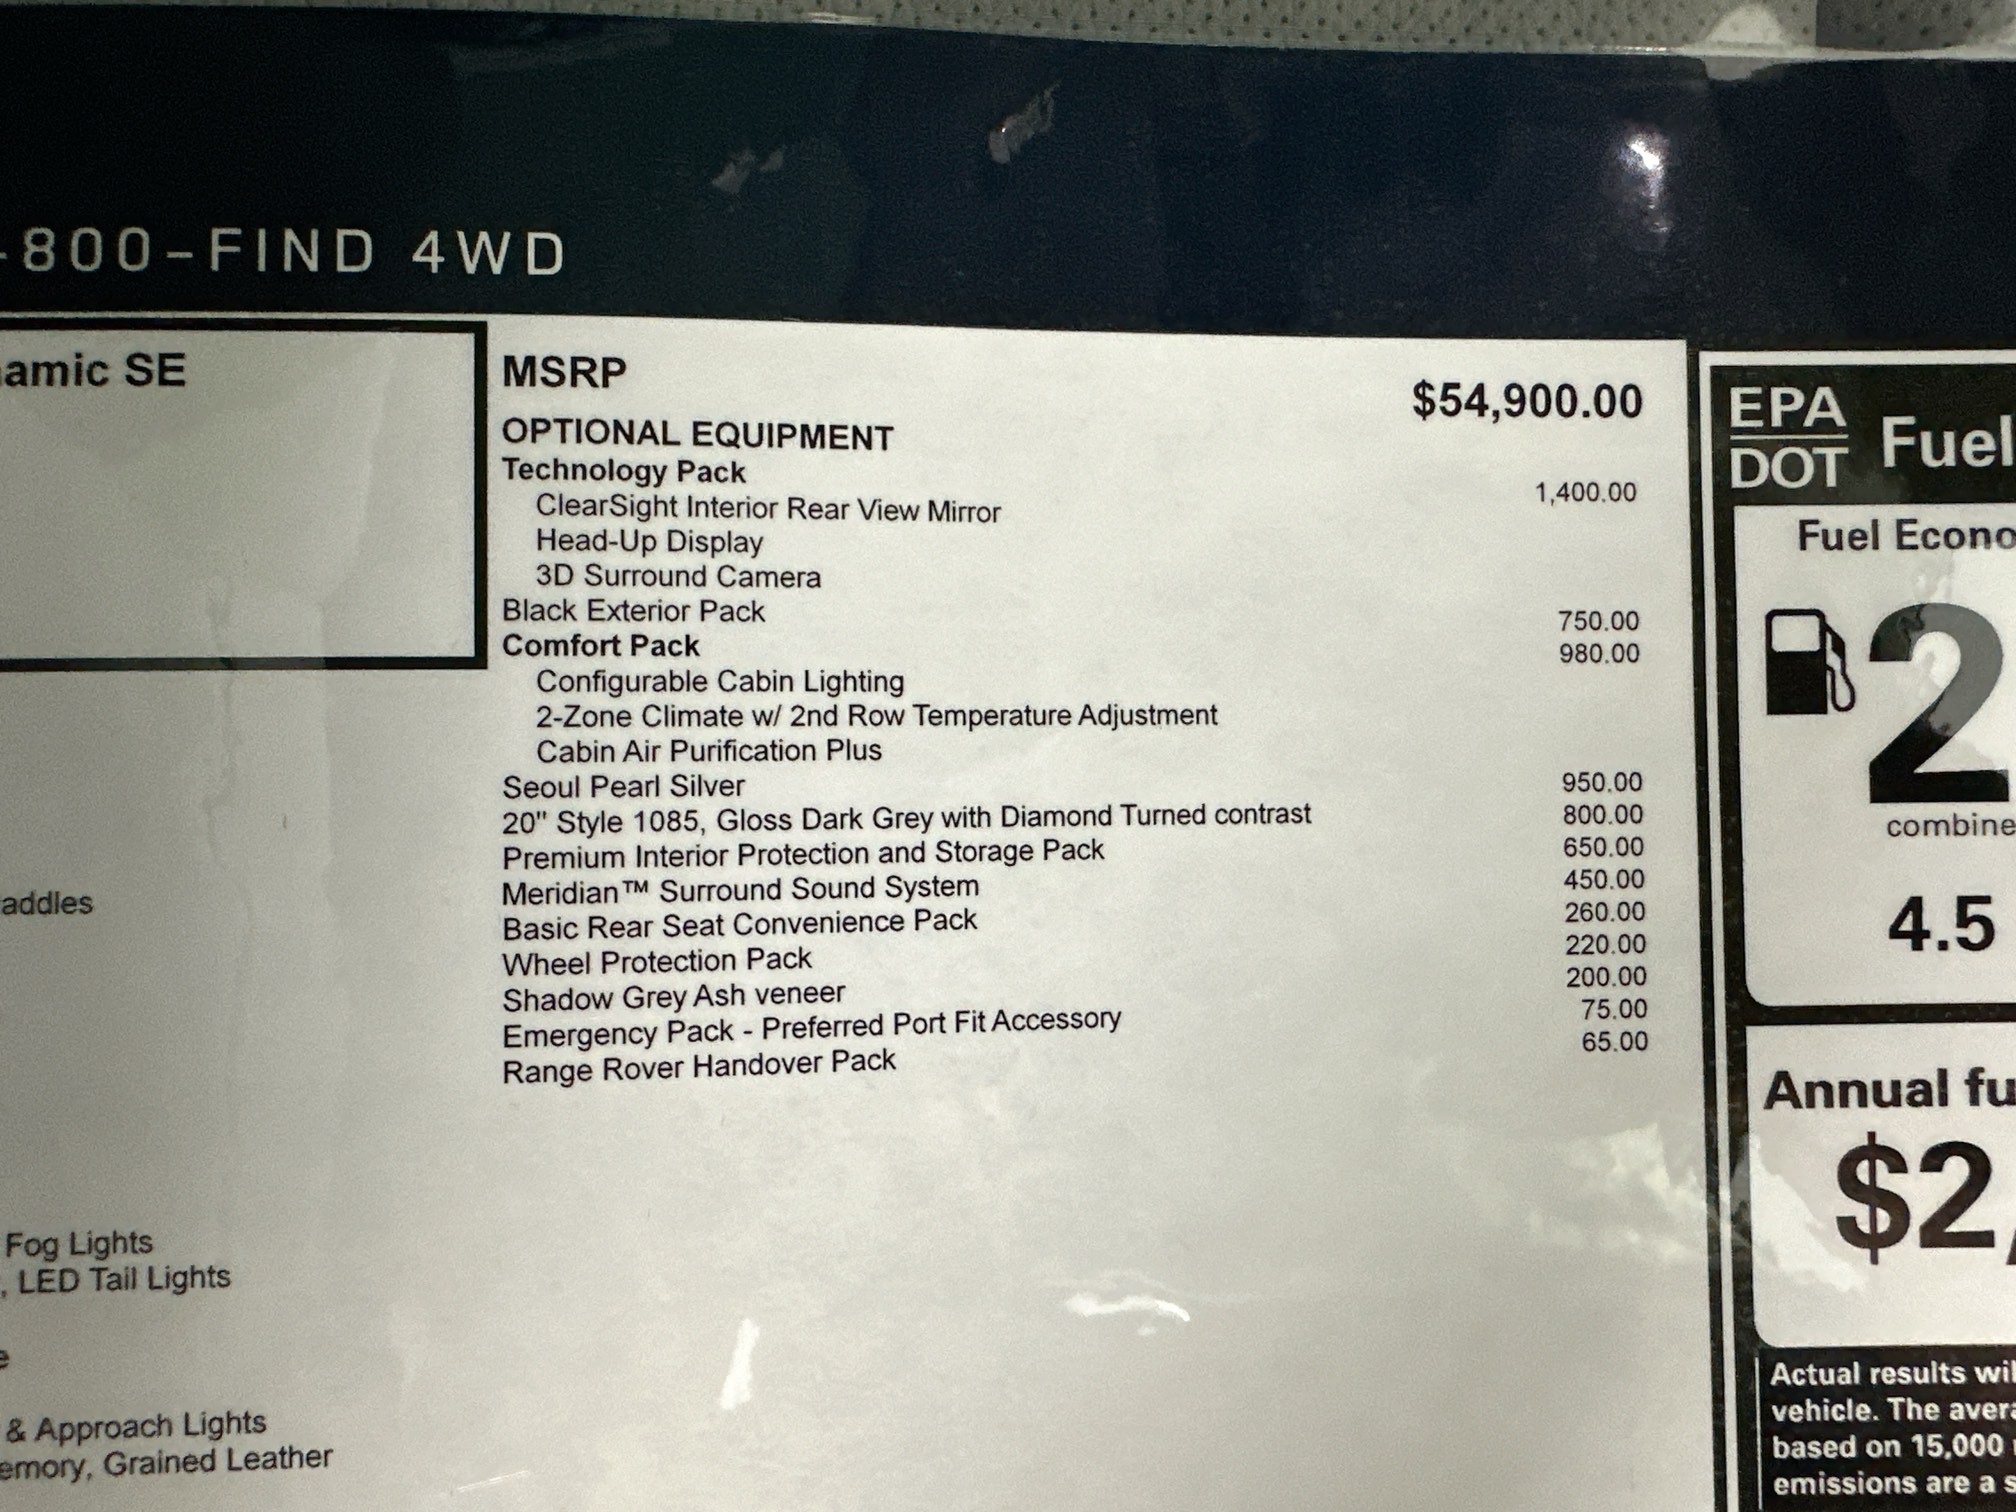 -800-FIND 4WD
amic SE
MSRP $54,900.00
OPTIONAL EQUIPMENT
Technology Pack 1,400.00
ClearSight Interior Rear View Mirror
Head-Up Display
3D Surround Camera
Black Exterior Pack 750.00
Comfort Pack 980.00
Configurable Cabin Lighting
2-Zone Climate w/ 2nd Row Temperature Adjustment
Cabin Air Purification Plus
Seoul Pearl Silver 950.00
20" Style 1085, Gloss Dark Grey with Diamond Turned contrast 800.00
Premium Interior Protection and Storage Pack 650.00
Meridian™ Surround Sound System 450.00
Basic Rear Seat Convenience Pack 260.00
Wheel Protection Pack 220.00
Shadow Grey Ash veneer 200.00
Emergency Pack - Preferred Port Fit Accessory 75.00
Range Rover Handover Pack 65.00
addles
Fog Lights
, LED Tail Lights
e
& Approach Lights
emory, Grained Leather
EPA
DOT
Fuel
Fuel Econo
2
combine
4.5
Annual fu
$2,
Actual results wil
vehicle. The avera
based on 15,000
emissions are a s